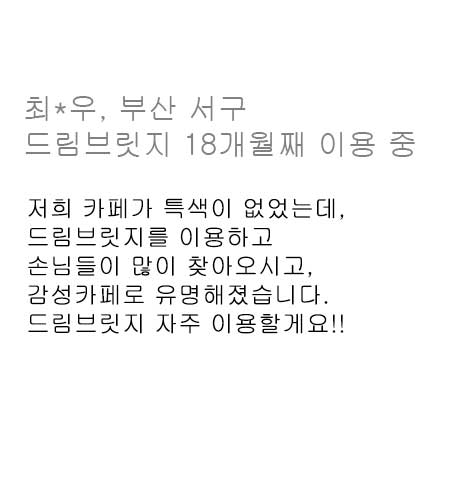 최*우, 부산 서구
드림브릿지 18개월째 이용 중
저희 카페가 특색이 없었는데,
드림브릿지를 이용하고
손님들이 많이 찾아오시고,
감성카페로 유명해졌습니다.
드림브릿지 자주 이용할게요!!